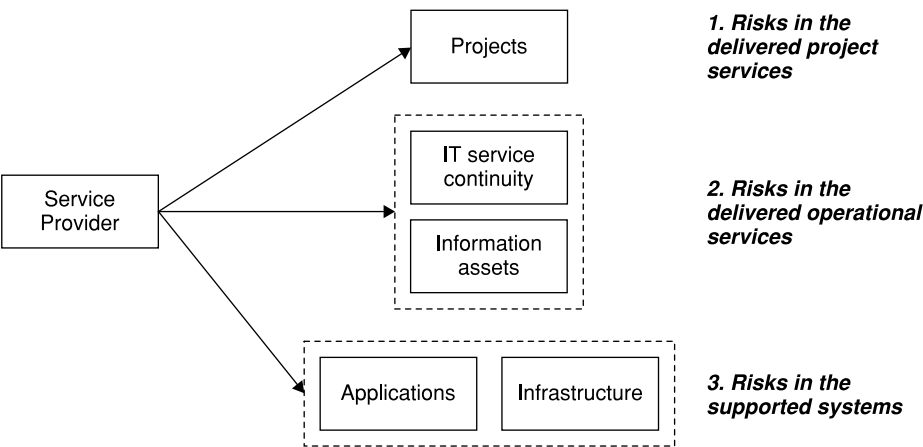 Projects
1. Risks in the
delivered project
services
IT service
continuity
Service
Provider
Information
assets
2. Risks in the
delivered operational
services
Applications
Infrastructure
3. Risks in the
supported systems